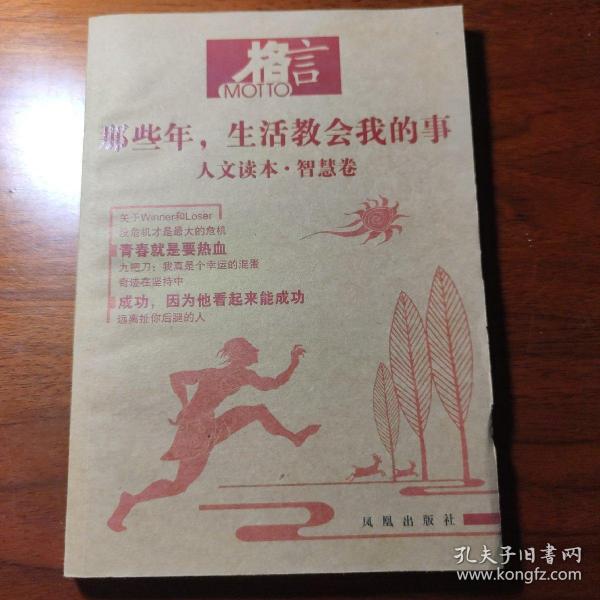 格言
MOTTO
那些年，生活教会我的事
人文读本·智慧卷
关于Winner和Loser
没危机才是最大的危机
青春就是要热血
九把刀：我真是个幸运的混蛋
奇迹在坚持中
成功，因为他看起来能成功
远离扯你后腿的人
凤凰出版社
孔夫子旧书网
www.kongfz.com